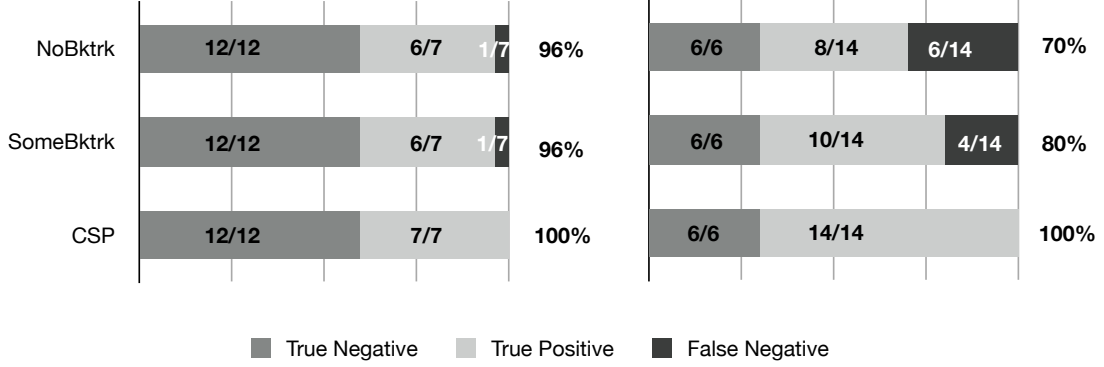 NoBktrk 12/12 6/7 1/7 96% 6/6 8/14 6/14 70%
SomeBktrk 12/12 6/7 1/7 96% 6/6 10/14 4/14 80%
CSP 12/12 7/7 100% 6/6 14/14 100%
True Negative True Positive False Negative